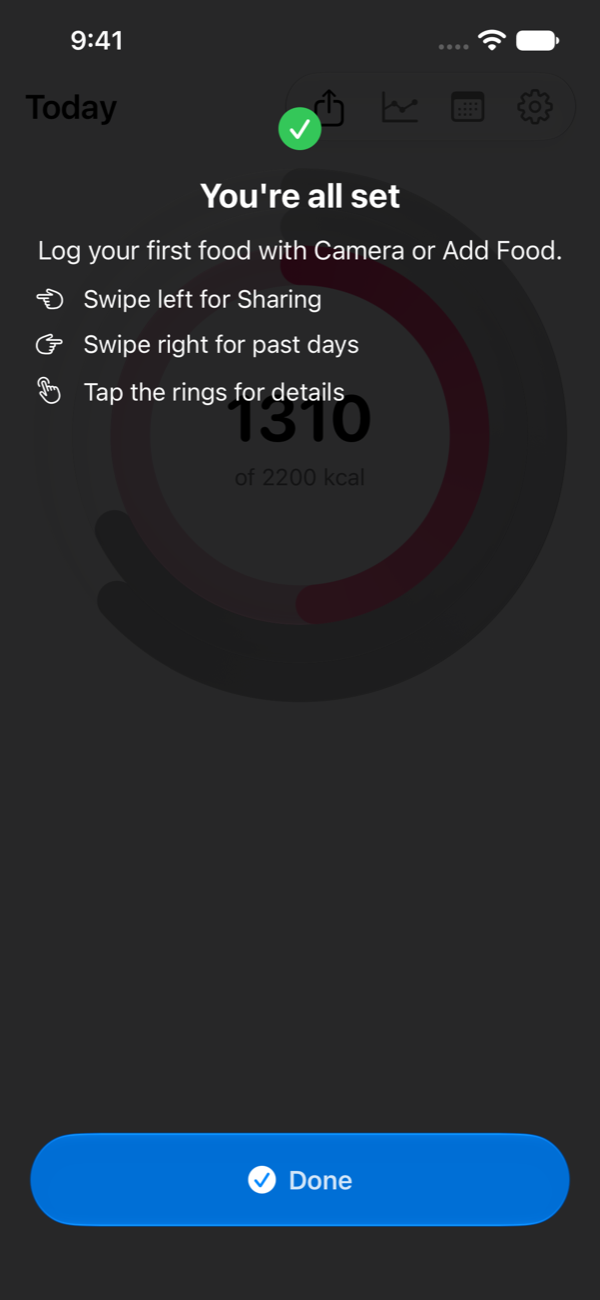 9:41
Today
You're all set
Log your first food with Camera or Add Food.
Swipe left for Sharing
Swipe right for past days
Tap the rings for details
1310
of 2200 kcal
Done